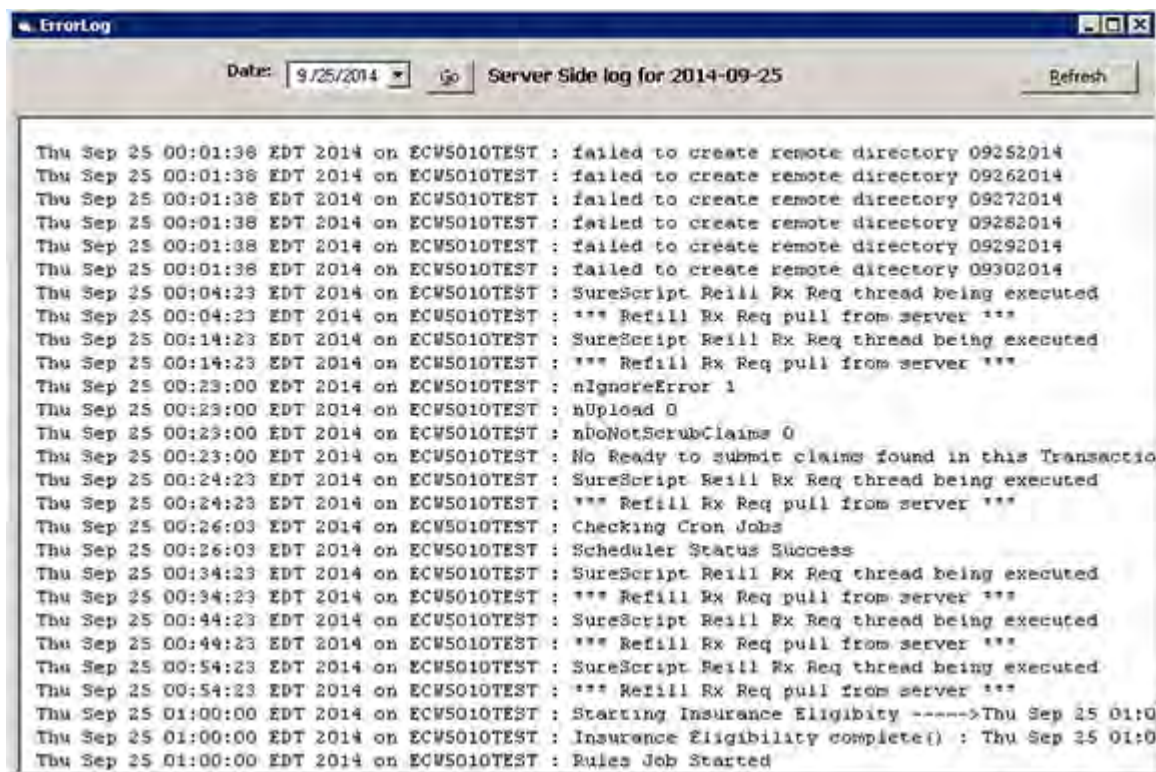 ErrorLog
Date: 9/25/2014 Go Server Side log for 2014-09-25 Refresh
Thu Sep 25 00:01:38 EDT 2014 on ECW5010TEST : failed to create remote directory 09252014
Thu Sep 25 00:01:38 EDT 2014 on ECW5010TEST : failed to create remote directory 09262014
Thu Sep 25 00:01:38 EDT 2014 on ECW5010TEST : failed to create remote directory 09272014
Thu Sep 25 00:01:38 EDT 2014 on ECW5010TEST : failed to create remote directory 09282014
Thu Sep 25 00:01:38 EDT 2014 on ECW5010TEST : failed to create remote directory 09292014
Thu Sep 25 00:01:38 EDT 2014 on ECW5010TEST : failed to create remote directory 09302014
Thu Sep 25 00:04:23 EDT 2014 on ECW5010TEST : SureScript Reill Rx Req thread being executed
Thu Sep 25 00:04:23 EDT 2014 on ECW5010TEST : *** Refill Rx Req pull from server ***
Thu Sep 25 00:14:23 EDT 2014 on ECW5010TEST : SureScript Reill Rx Req thread being executed
Thu Sep 25 00:14:23 EDT 2014 on ECW5010TEST : *** Refill Rx Req pull from server ***
Thu Sep 25 00:23:00 EDT 2014 on ECW5010TEST : nIgnoreError 1
Thu Sep 25 00:23:00 EDT 2014 on ECW5010TEST : nUpload 0
Thu Sep 25 00:23:00 EDT 2014 on ECW5010TEST : nDoNotScrubClaims 0
Thu Sep 25 00:23:00 EDT 2014 on ECW5010TEST : No Ready to submit claims found in this Transactio
Thu Sep 25 00:24:23 EDT 2014 on ECW5010TEST : SureScript Reill Rx Req thread being executed
Thu Sep 25 00:24:23 EDT 2014 on ECW5010TEST : *** Refill Rx Req pull from server ***
Thu Sep 25 00:26:03 EDT 2014 on ECW5010TEST : Checking Cron Jobs
Thu Sep 25 00:26:03 EDT 2014 on ECW5010TEST : Scheduler Status Success
Thu Sep 25 00:34:23 EDT 2014 on ECW5010TEST : SureScript Reill Rx Req thread being executed
Thu Sep 25 00:34:23 EDT 2014 on ECW5010TEST : *** Refill Rx Req pull from server ***
Thu Sep 25 00:44:23 EDT 2014 on ECW5010TEST : SureScript Reill Rx Req thread being executed
Thu Sep 25 00:44:23 EDT 2014 on ECW5010TEST : *** Refill Rx Req pull from server ***
Thu Sep 25 00:54:23 EDT 2014 on ECW5010TEST : SureScript Reill Rx Req thread being executed
Thu Sep 25 00:54:23 EDT 2014 on ECW5010TEST : *** Refill Rx Req pull from server ***
Thu Sep 25 01:00:00 EDT 2014 on ECW5010TEST : Starting Insurance Eligibity ----->Thu Sep 25 01:0
Thu Sep 25 01:00:00 EDT 2014 on ECW5010TEST : Insurance Eligibility complete() : Thu Sep 25 01:0
Thu Sep 25 01:00:00 EDT 2014 on ECW5010TEST : Rules Job Started